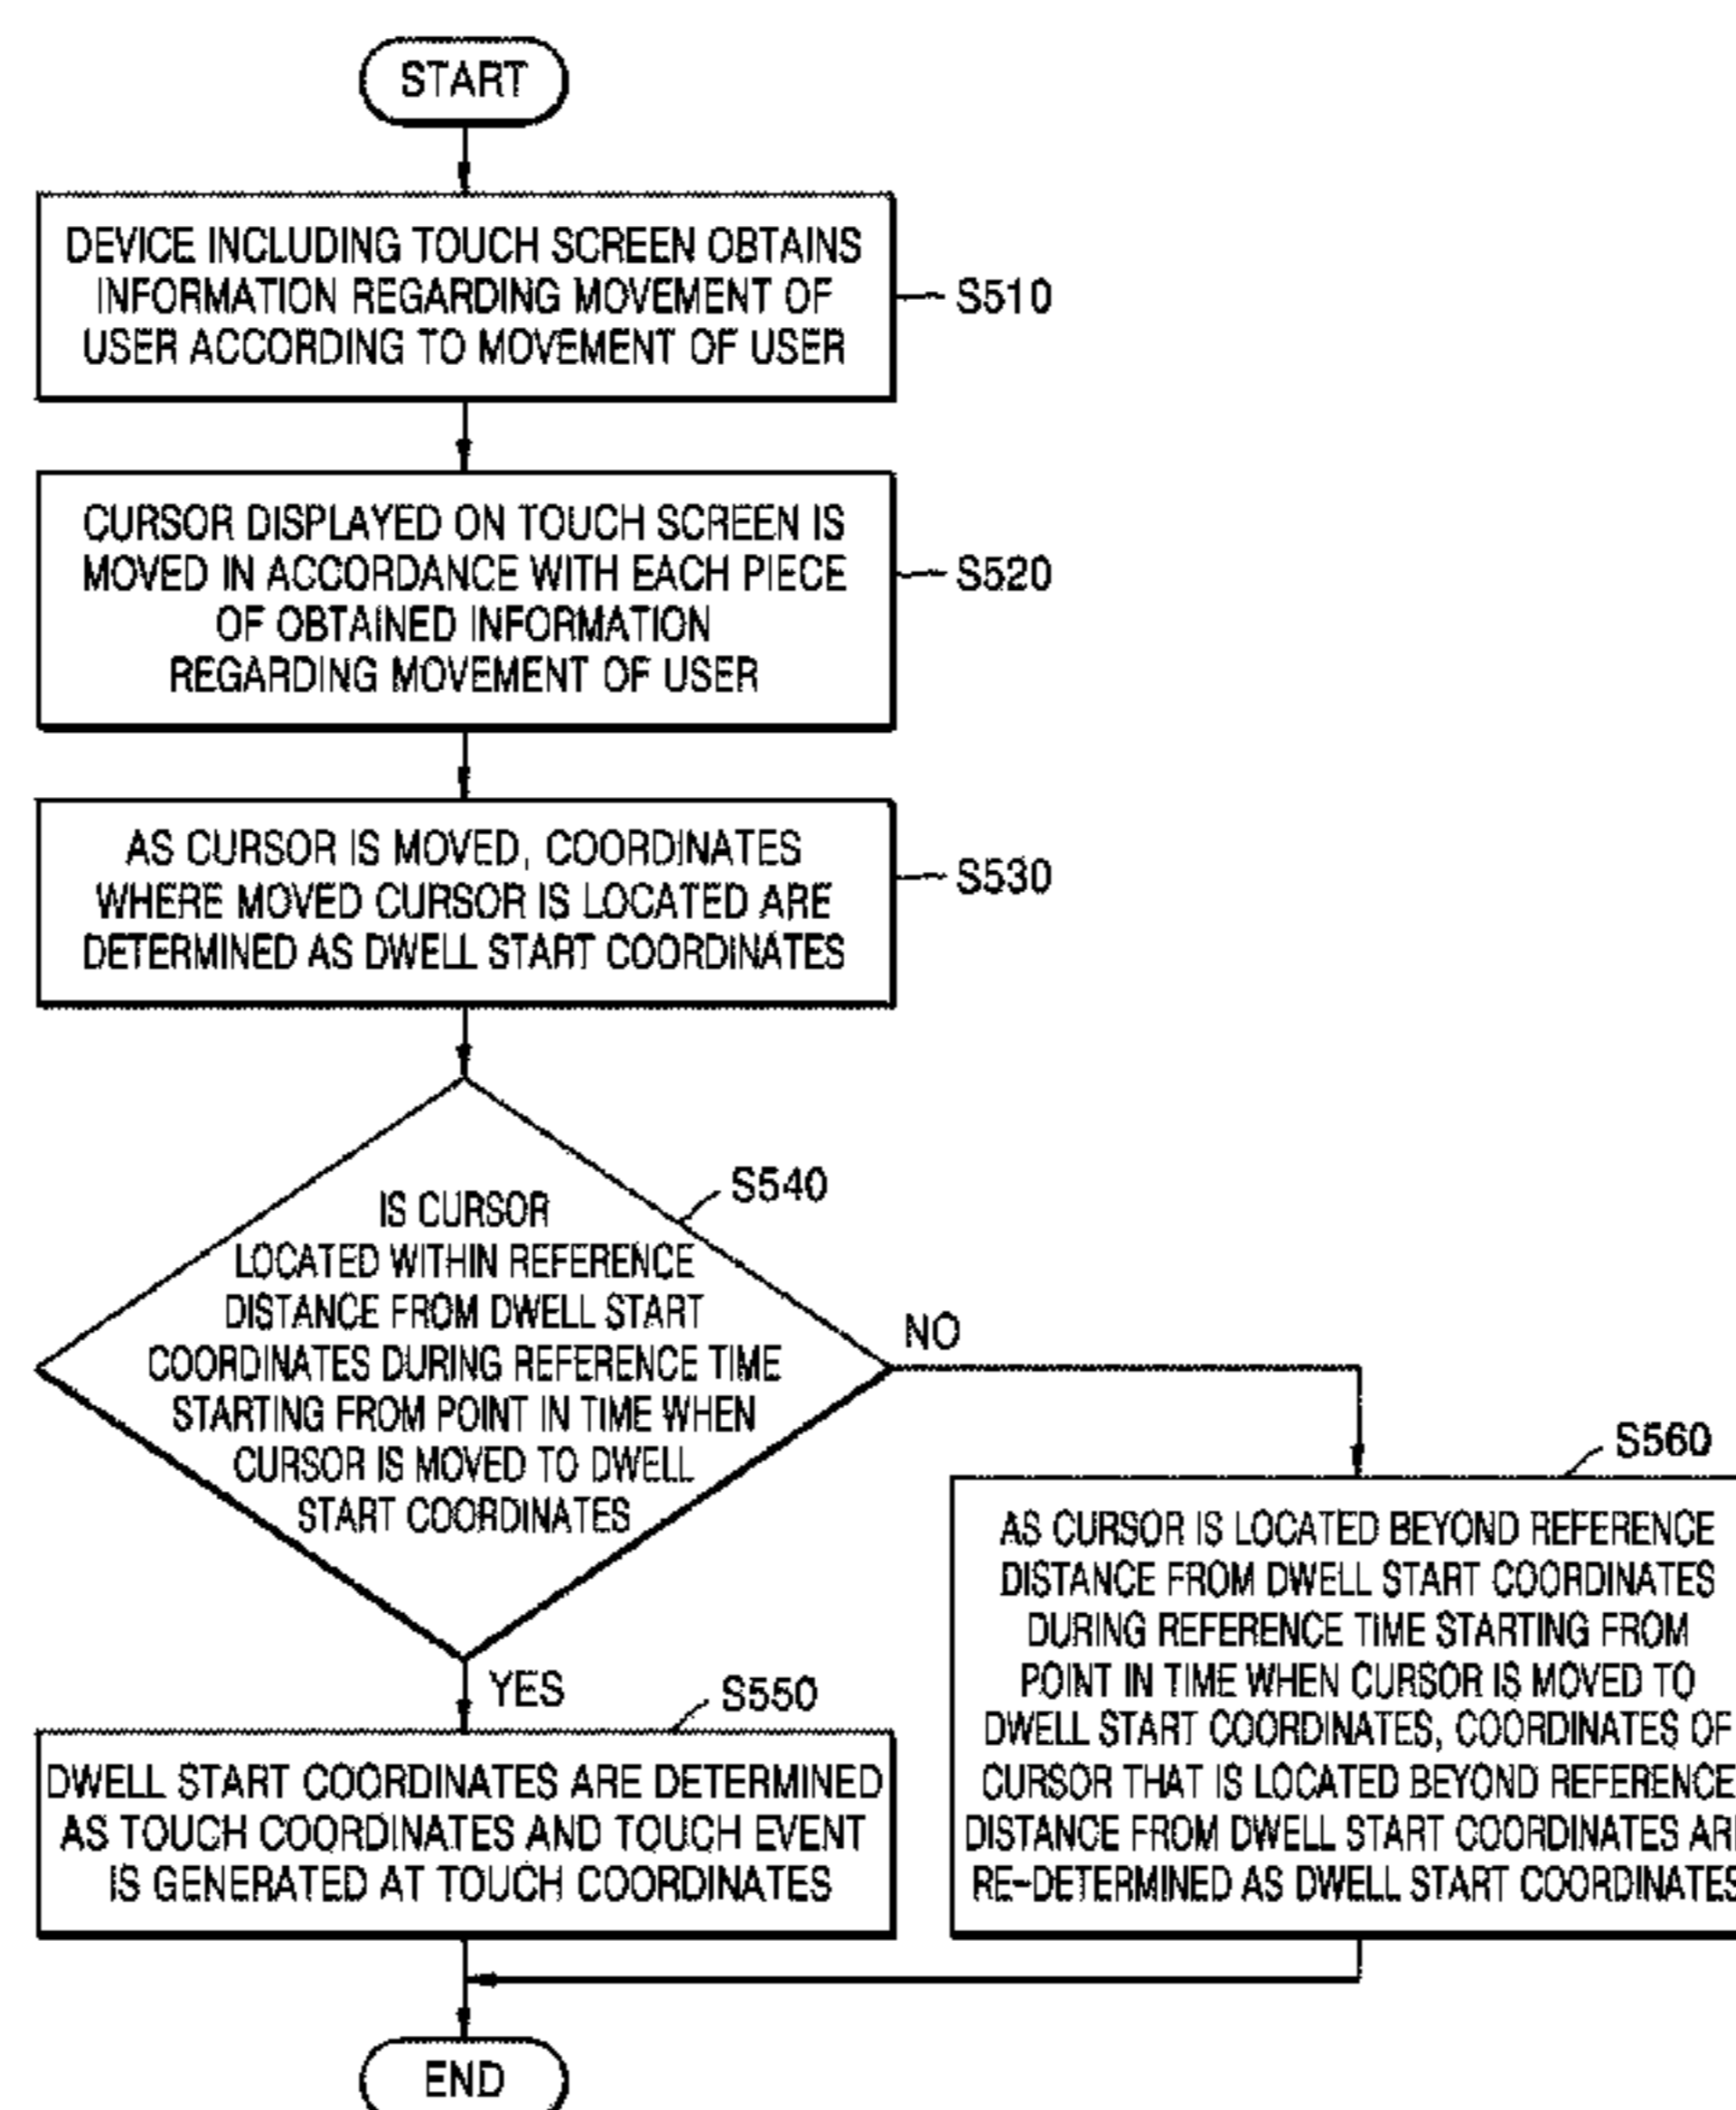 START
DEVICE INCLUDING TOUCH SCREEN OBTAINS
INFORMATION REGARDING MOVEMENT OF
USER ACCORDING TO MOVEMENT OF USER
S510
CURSOR DISPLAYED ON TOUCH SCREEN IS
MOVED IN ACCORDANCE WITH EACH PIECE
OF OBTAINED INFORMATION
REGARDING MOVEMENT OF USER
S520
AS CURSOR IS MOVED, COORDINATES
WHERE MOVED CURSOR IS LOCATED ARE
DETERMINED AS DWELL START COORDINATES
S530
S540
IS CURSOR
LOCATED WITHIN REFERENCE
DISTANCE FROM DWELL START
COORDINATES DURING REFERENCE TIME
STARTING FROM POINT IN TIME WHEN
CURSOR IS MOVED TO DWELL
START COORDINATES
NO
YES
S550
DWELL START COORDINATES ARE DETERMINED
AS TOUCH COORDINATES AND TOUCH EVENT
IS GENERATED AT TOUCH COORDINATES
S560
AS CURSOR IS LOCATED BEYOND REFERENCE
DISTANCE FROM DWELL START COORDINATES
DURING REFERENCE TIME STARTING FROM
POINT IN TIME WHEN CURSOR IS MOVED TO
DWELL START COORDINATES, COORDINATES OF
CURSOR THAT IS LOCATED BEYOND REFERENCE
DISTANCE FROM DWELL START COORDINATES ARE
RE-DETERMINED AS DWELL START COORDINATES
END